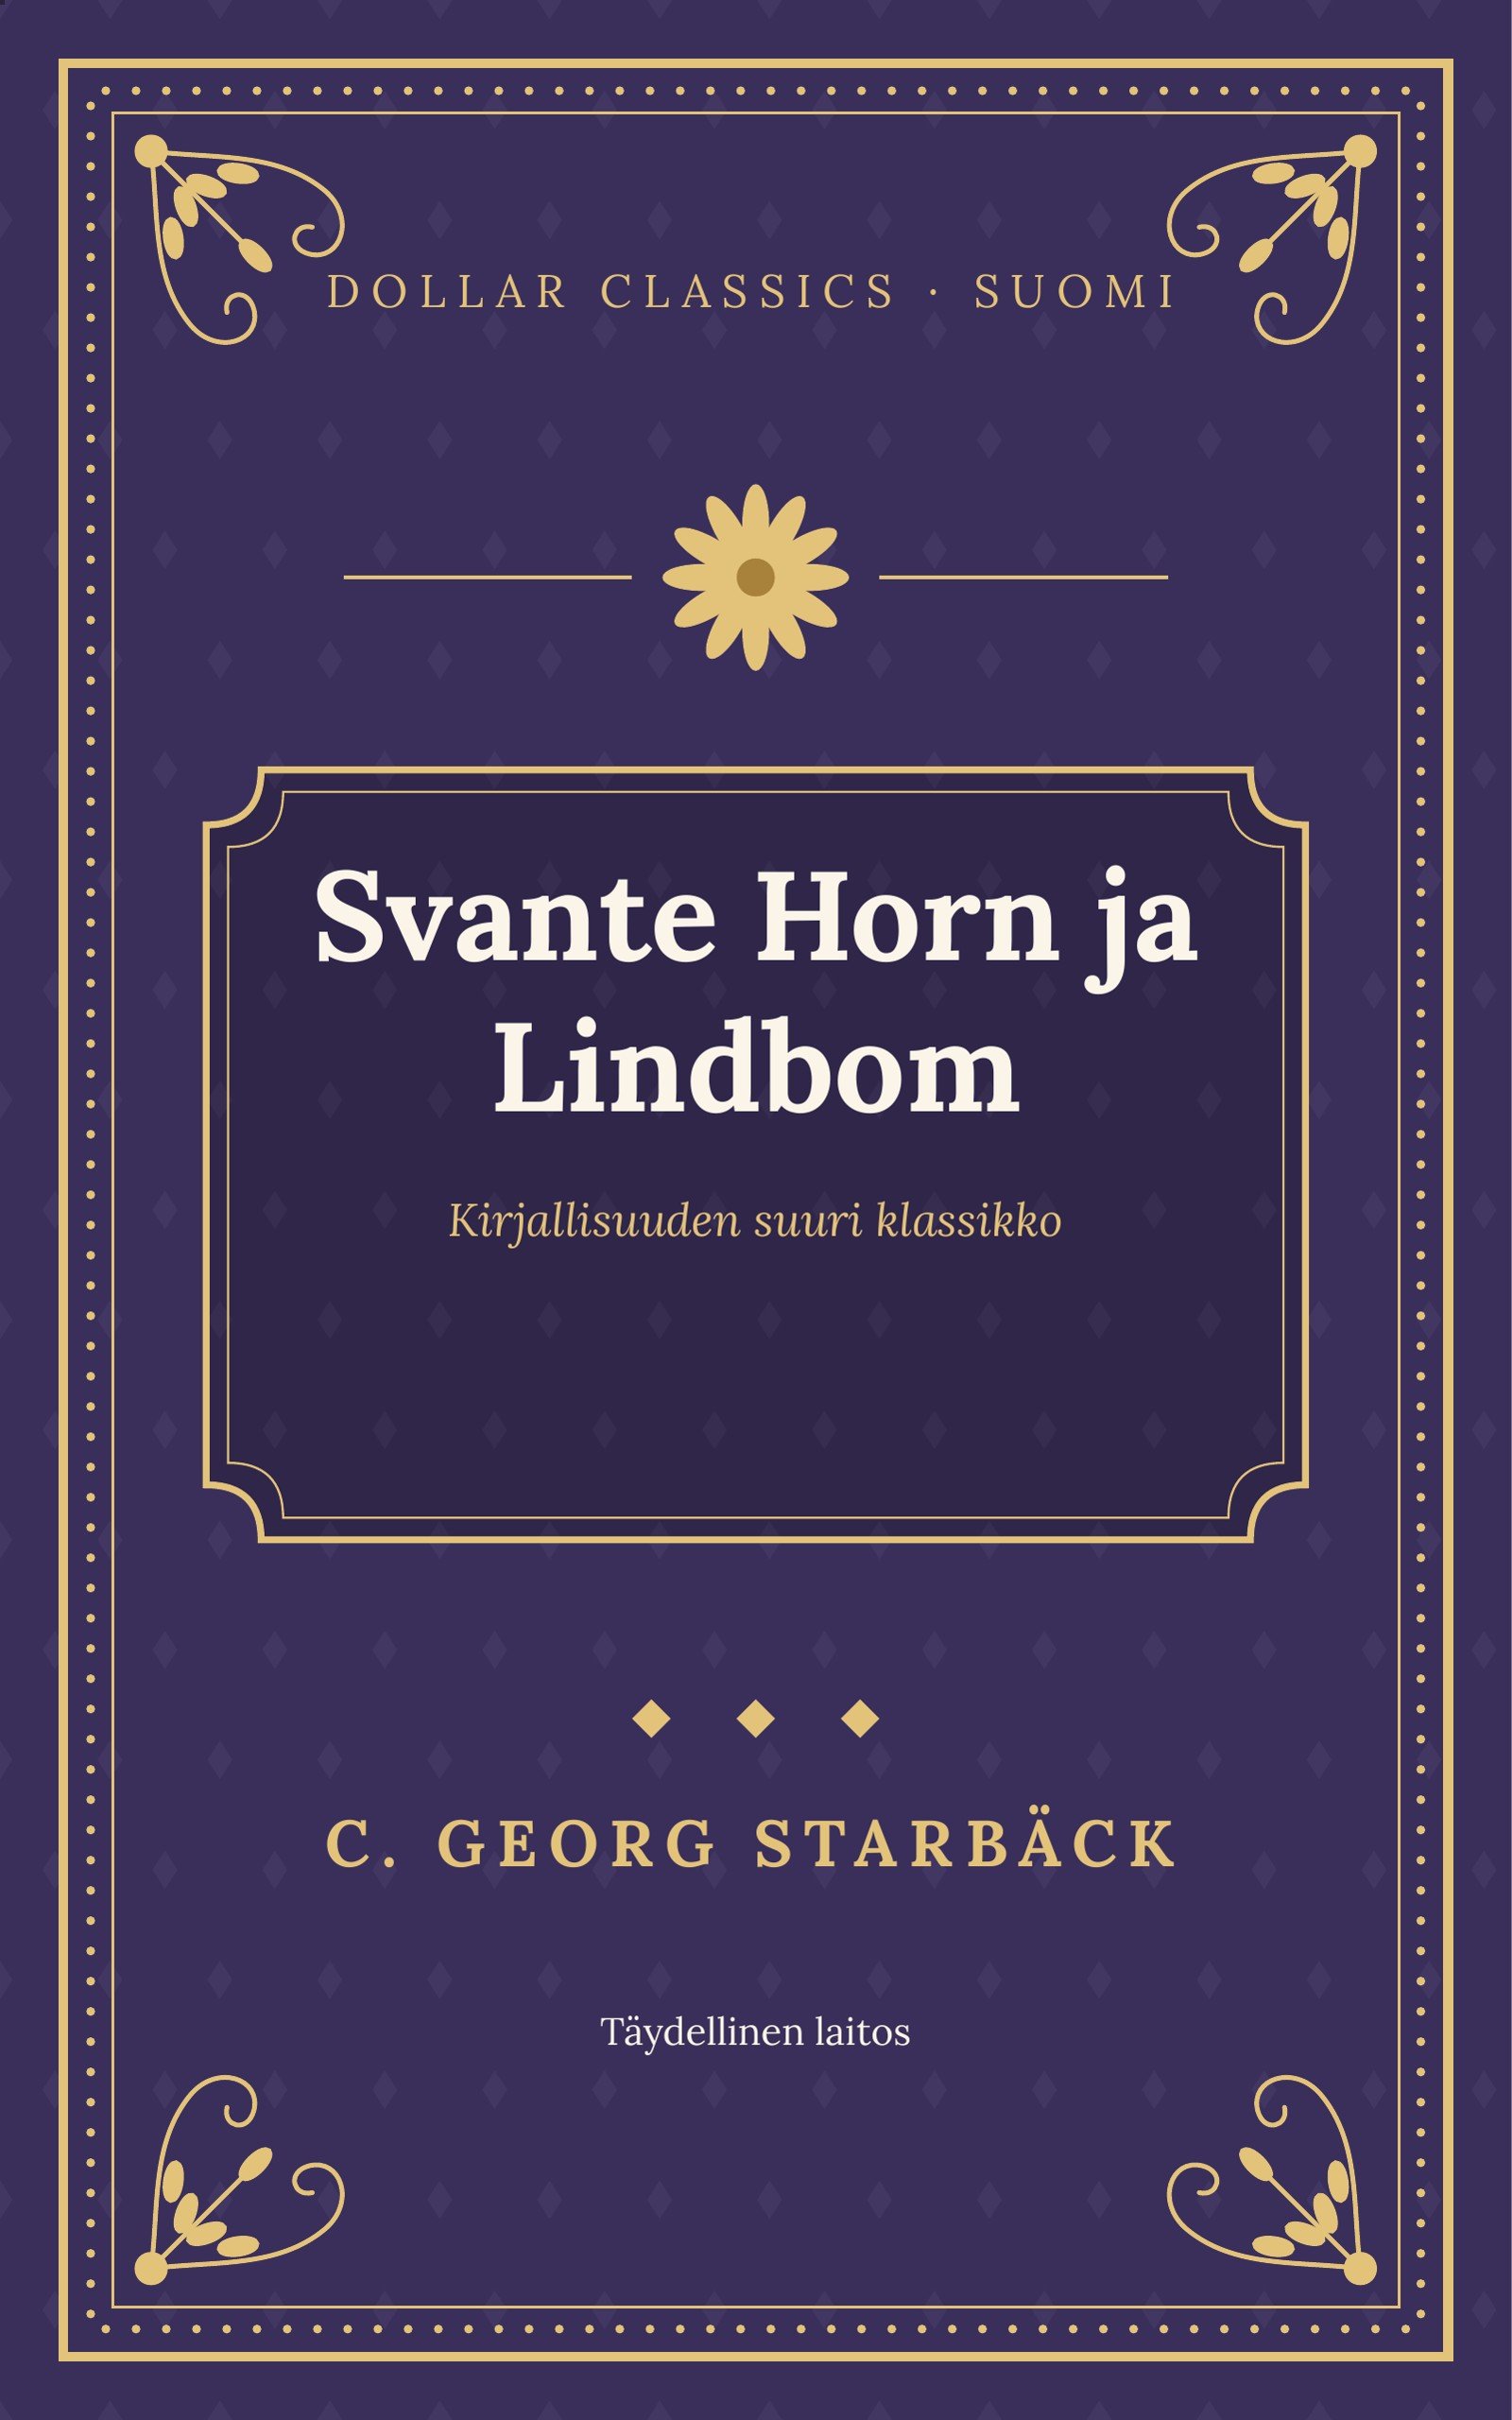 DOLLAR CLASSICS · SUOMI
Svante Horn ja
Lindbom
Kirjallisuuden suuri klassikko
C. GEORG STARBÄCK
Täydellinen laitos